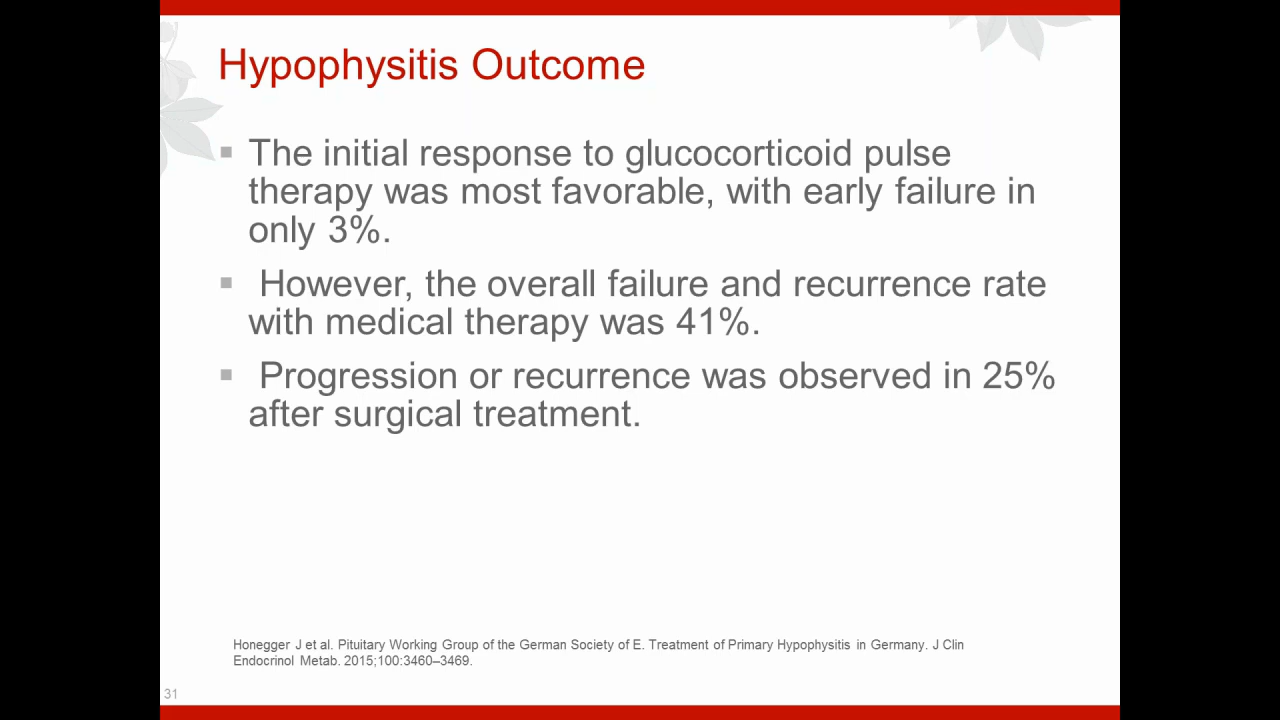 Hypophysitis Outcome
The initial response to glucocorticoid pulse
therapy was most favorable, with early failure in
only 3%.
However, the overall failure and recurrence rate
with medical therapy was 41%.
Progression or recurrence was observed in 25%
after surgical treatment.
Honegger J et al. Pituitary Working Group of the German Society of E. Treatment of Primary Hypophysitis in Germany. J Clin
Endocrinol Metab. 2015;100:3460–3469.
31